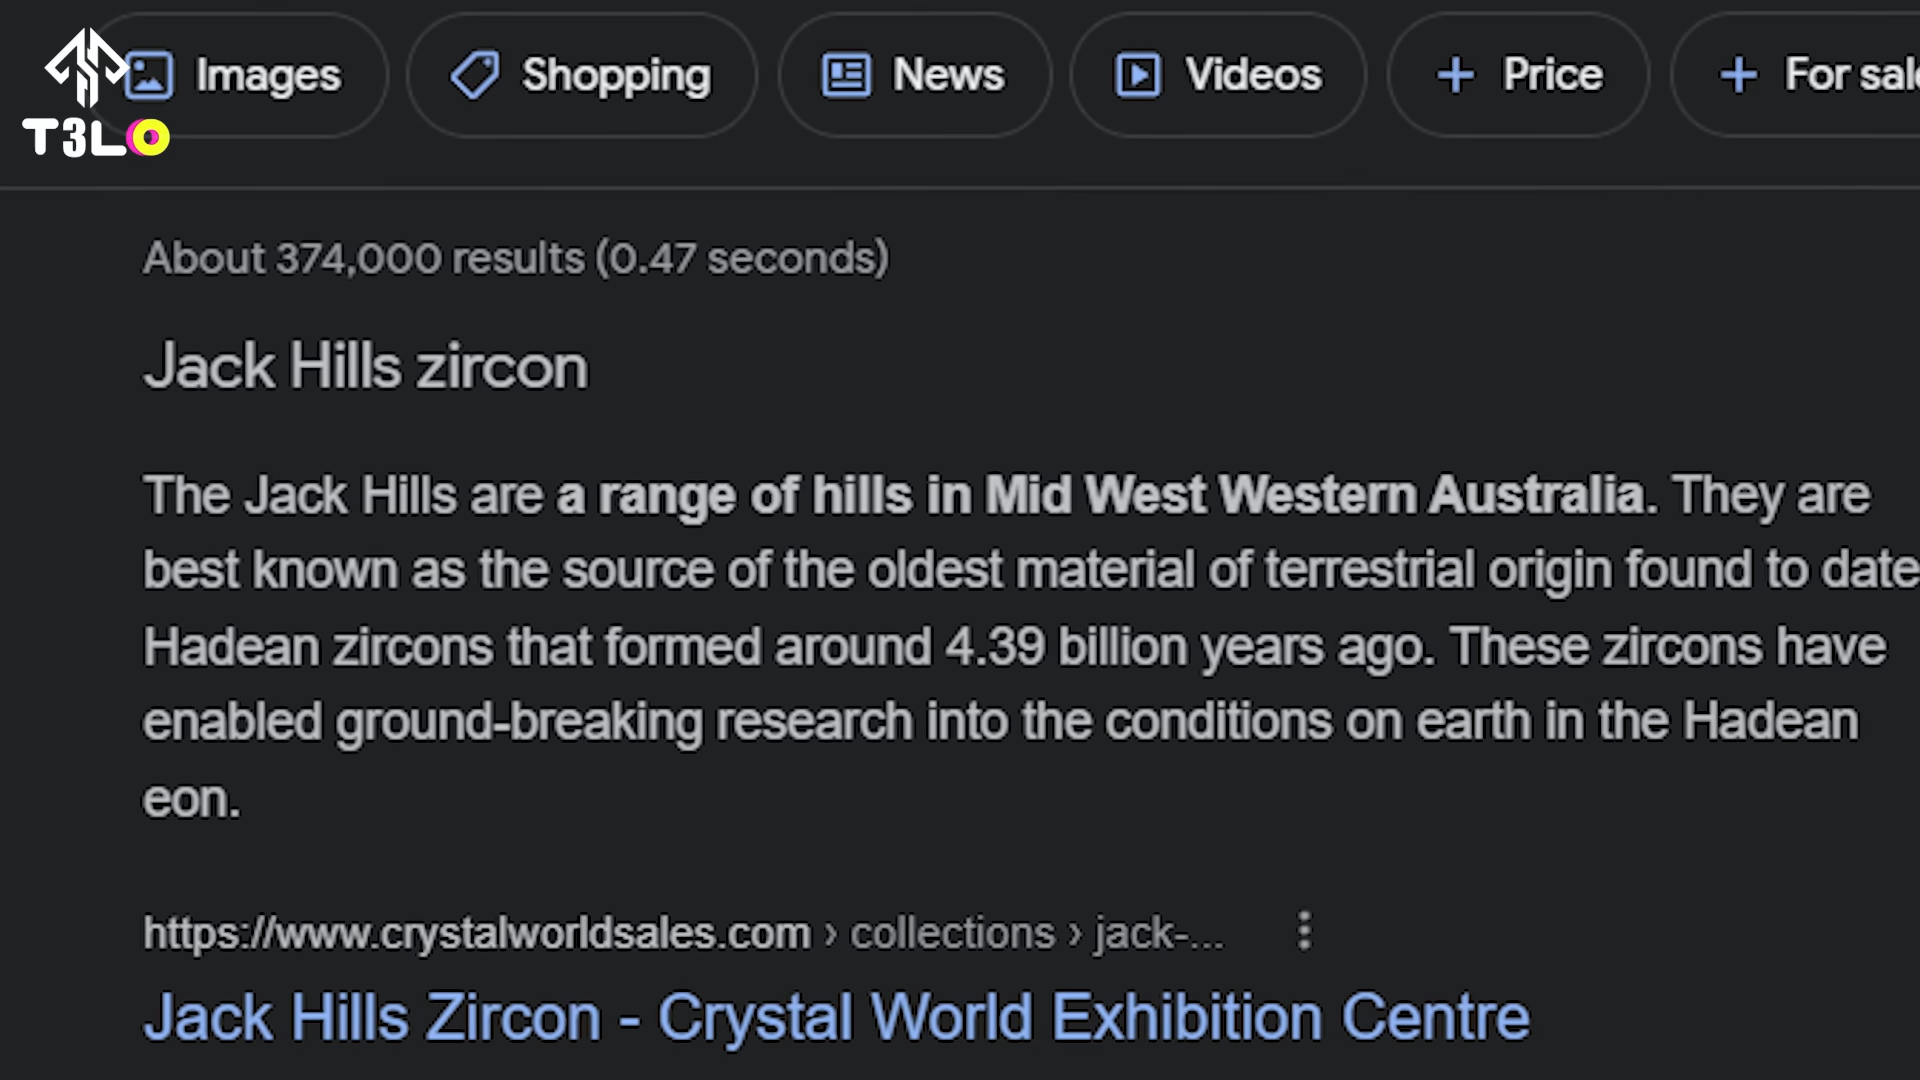 Images Shopping News Videos Price For sale
T3LO
About 374,000 results (0.47 seconds)
Jack Hills zircon
The Jack Hills are a range of hills in Mid West Western Australia. They are
best known as the source of the oldest material of terrestrial origin found to date
Hadean zircons that formed around 4.39 billion years ago. These zircons have
enabled ground-breaking research into the conditions on earth in the Hadean
eon.
https://www.crystalworldsales.com › collections › jack-...
Jack Hills Zircon - Crystal World Exhibition Centre